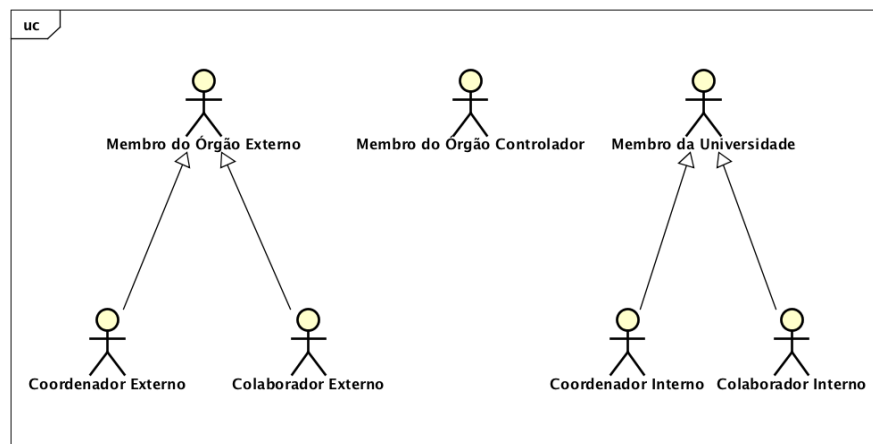 uc
Membro do Órgão Externo
Membro do Órgão Controlador
Membro da Universidade
Coordenador Externo
Colaborador Externo
Coordenador Interno
Colaborador Interno